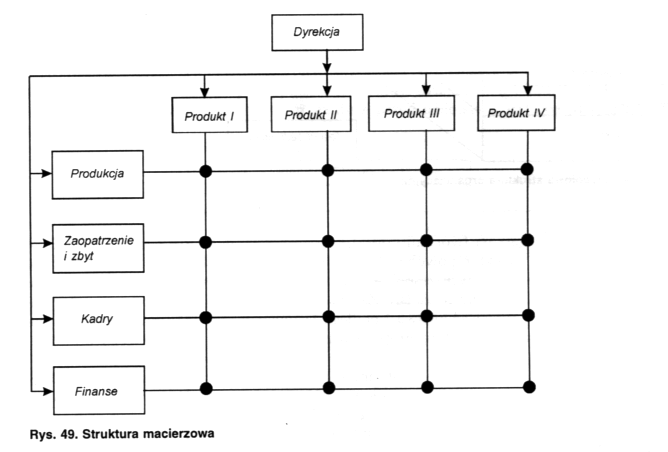 Dyrekcja
Produkt I
Produkt II
Produkt III
Produkt IV
Produkcja
Zaopatrzenie
i zbyt
Kadry
Finanse
Rys. 49. Struktura macierzowa